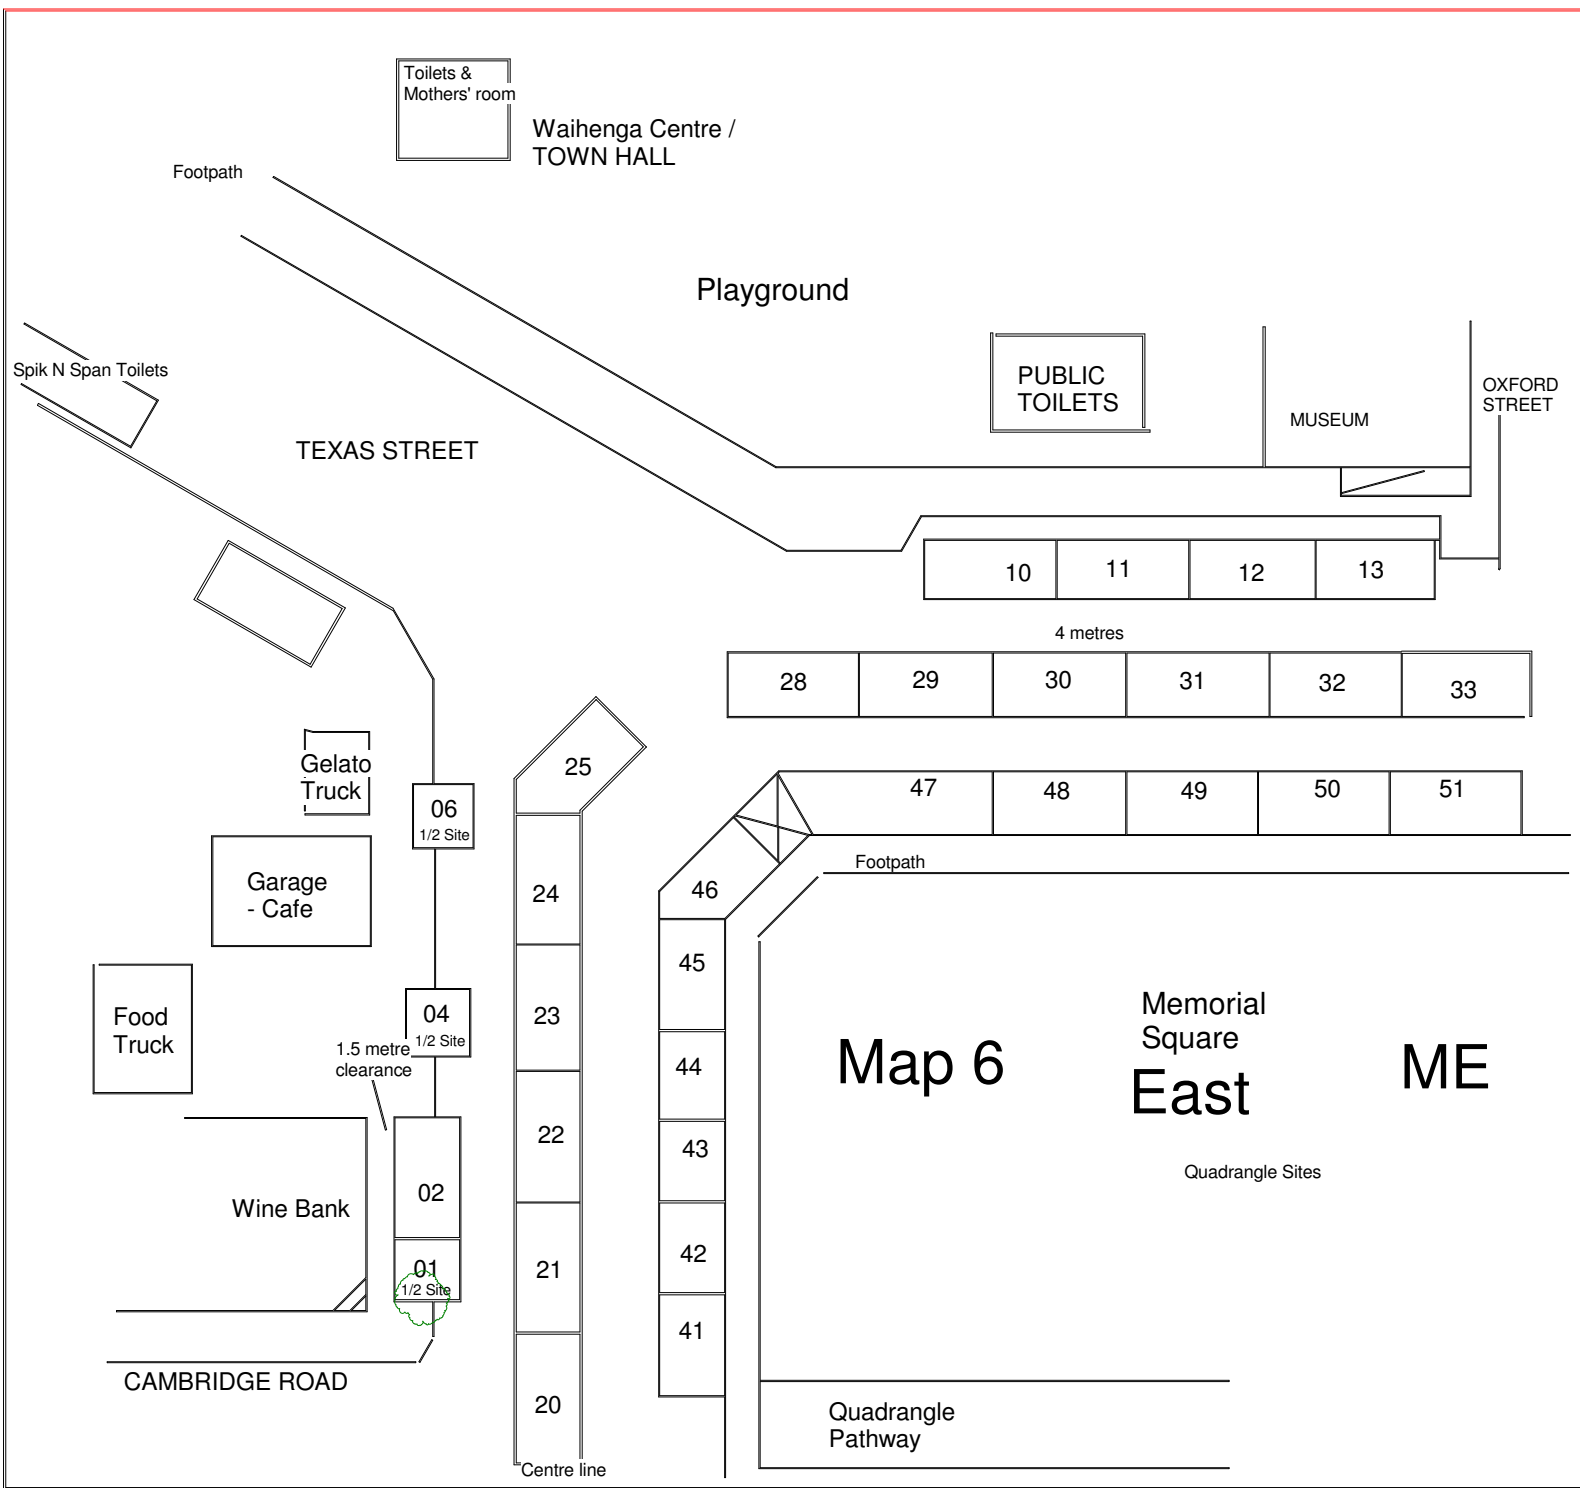 Toilets &
Mothers' room
Waihenga Centre /
TOWN HALL
Footpath
Playground
Spik N Span Toilets
PUBLIC
TOILETS
MUSEUM
OXFORD
STREET
TEXAS STREET
10
11
12
13
4 metres
28
29
30
31
32
33
Gelato
Truck
25
06
1/2 Site
47
48
49
50
51
Footpath
Garage
- Cafe
24
46
45
Food
Truck
04
1/2 Site
1.5 metre
clearance
23
44
Map 6
Memorial
Square
East
ME
22
43
Quadrangle Sites
Wine Bank
02
01
1/2 Site
21
42
41
CAMBRIDGE ROAD
20
Centre line
Quadrangle
Pathway